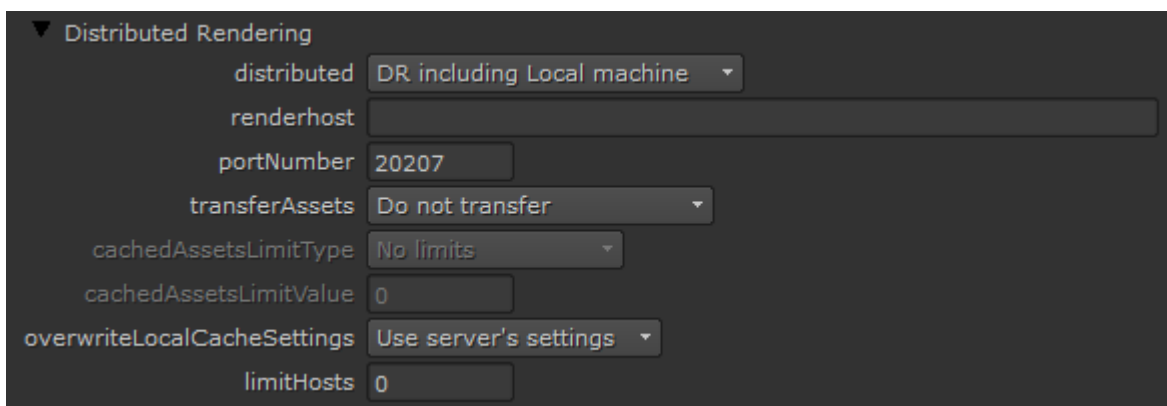 Distributed Rendering
distributed DR including Local machine
renderhost
portNumber 20207
transferAssets Do not transfer
cachedAssetsLimitType No limits
cachedAssetsLimitValue 0
overwriteLocalCacheSettings Use server's settings
limitHosts 0